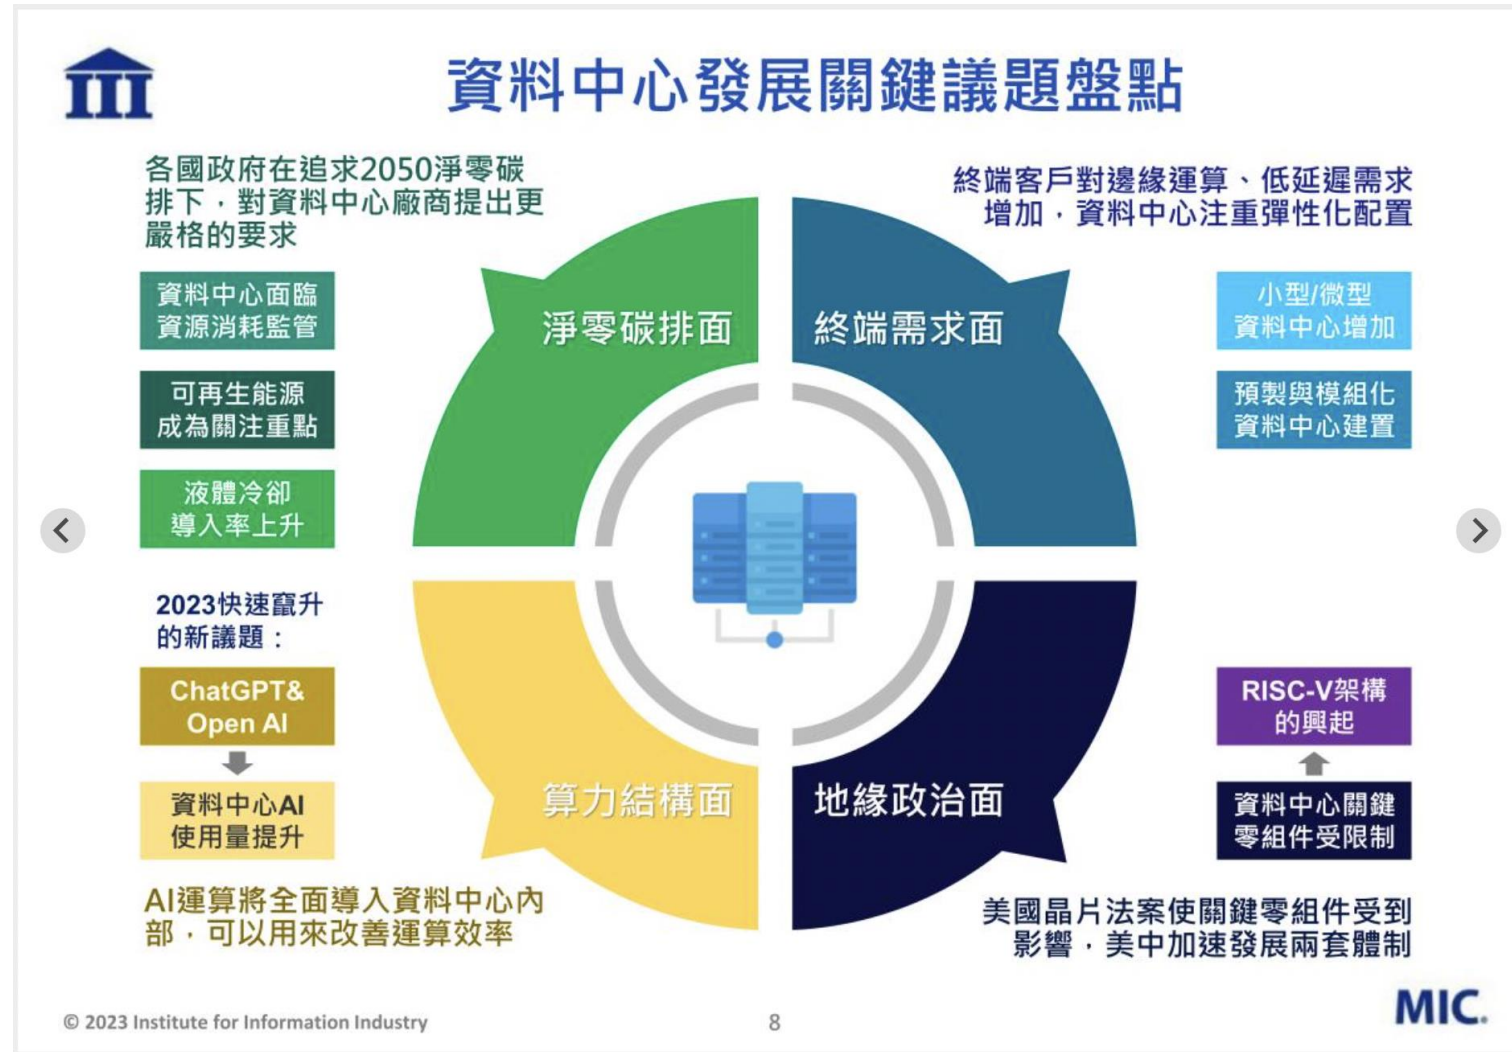 資料中心發展關鍵議題盤點
各國政府在追求2050淨零碳
排下，對資料中心廠商提出更
嚴格的要求
資料中心面臨
資源消耗監管
可再生能源
成為關注重點
液體冷卻
導入率上升
淨零碳排面
終端客戶對邊緣運算、低延遲需求
增加，資料中心注重彈性化配置
終端需求面
小型/微型
資料中心增加
預製與模組化
資料中心建置
2023快速竄升
的新議題：
ChatGPT&
Open AI
資料中心AI
使用量提升
算力結構面
AI運算將全面導入資料中心內
部，可以用來改善運算效率
地緣政治面
RISC-V架構
的興起
資料中心關鍵
零組件受限制
美國晶片法案使關鍵零組件受到
影響，美中加速發展兩套體制
© 2023 Institute for Information Industry
8
MIC.